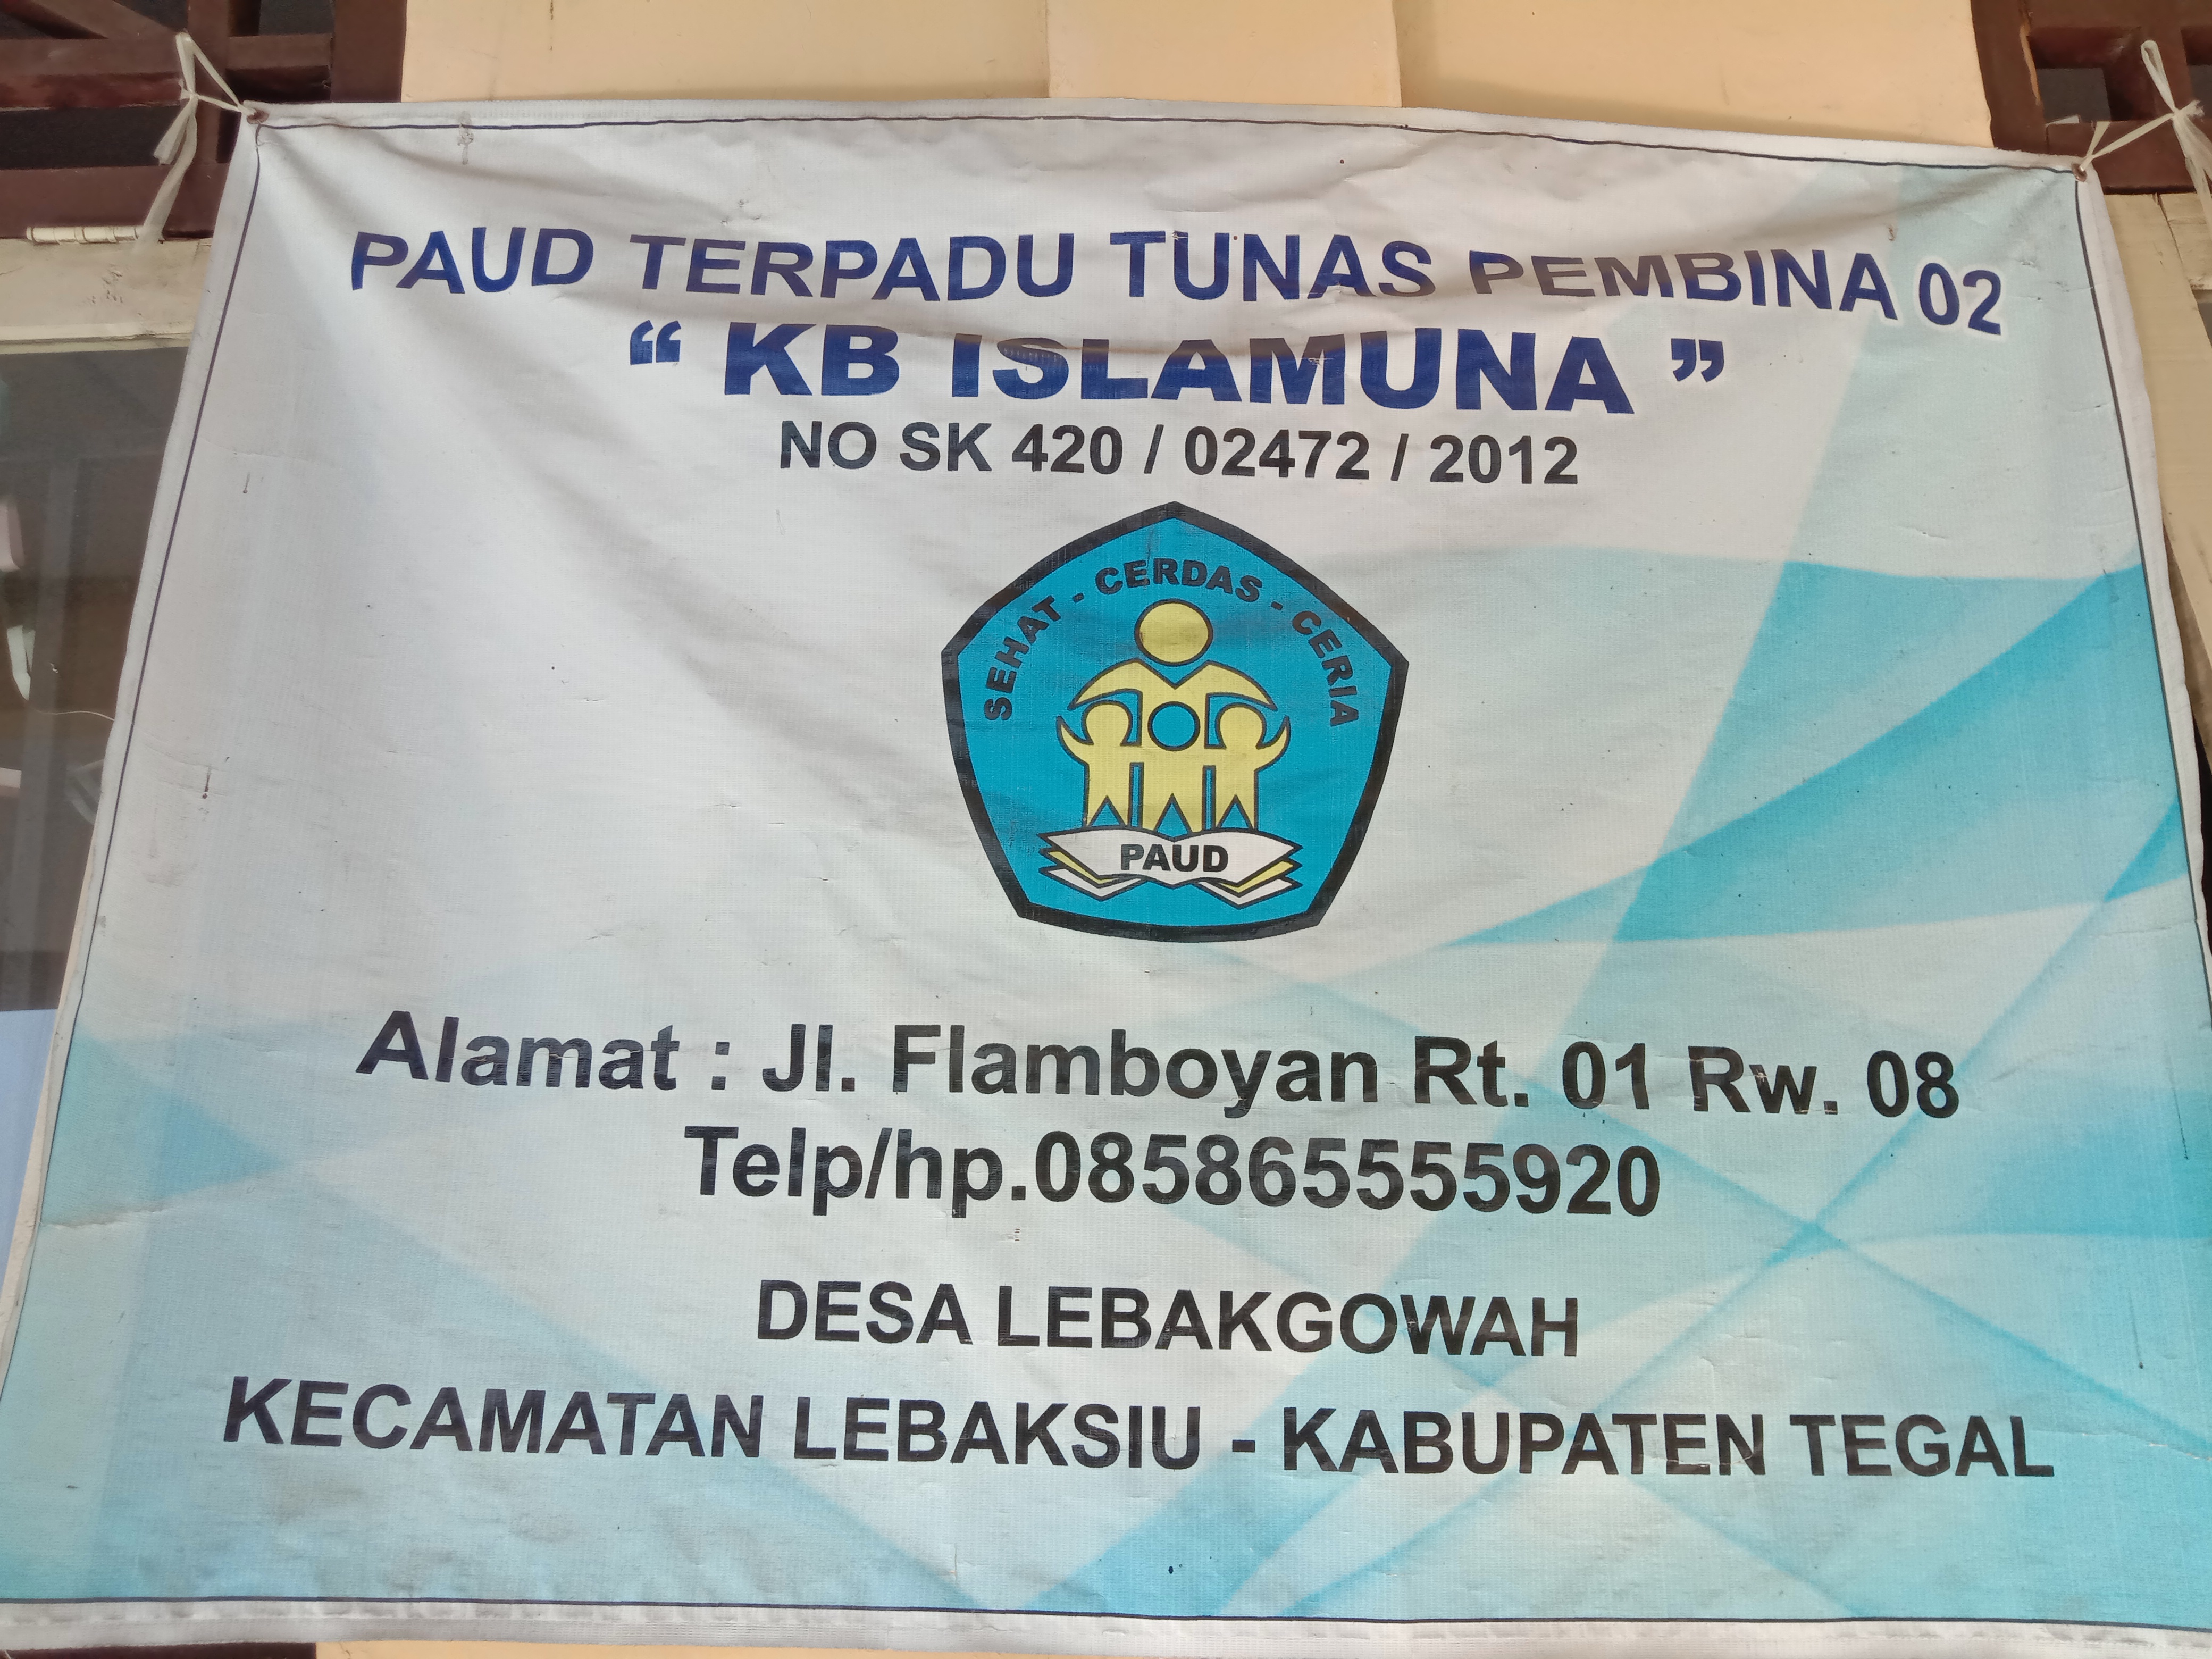 PAUD TERPADU TUNAS PEMBINA 02
“ KB ISLAMUNA ”
NO SK 420 / 02472 / 2012
SEHAT - CERDAS - CERIA
PAUD
Alamat : Jl. Flamboyan Rt. 01 Rw. 08
Telp/hp.085865555920
DESA LEBAKGOWAH
KECAMATAN LEBAKSIU - KABUPATEN TEGAL